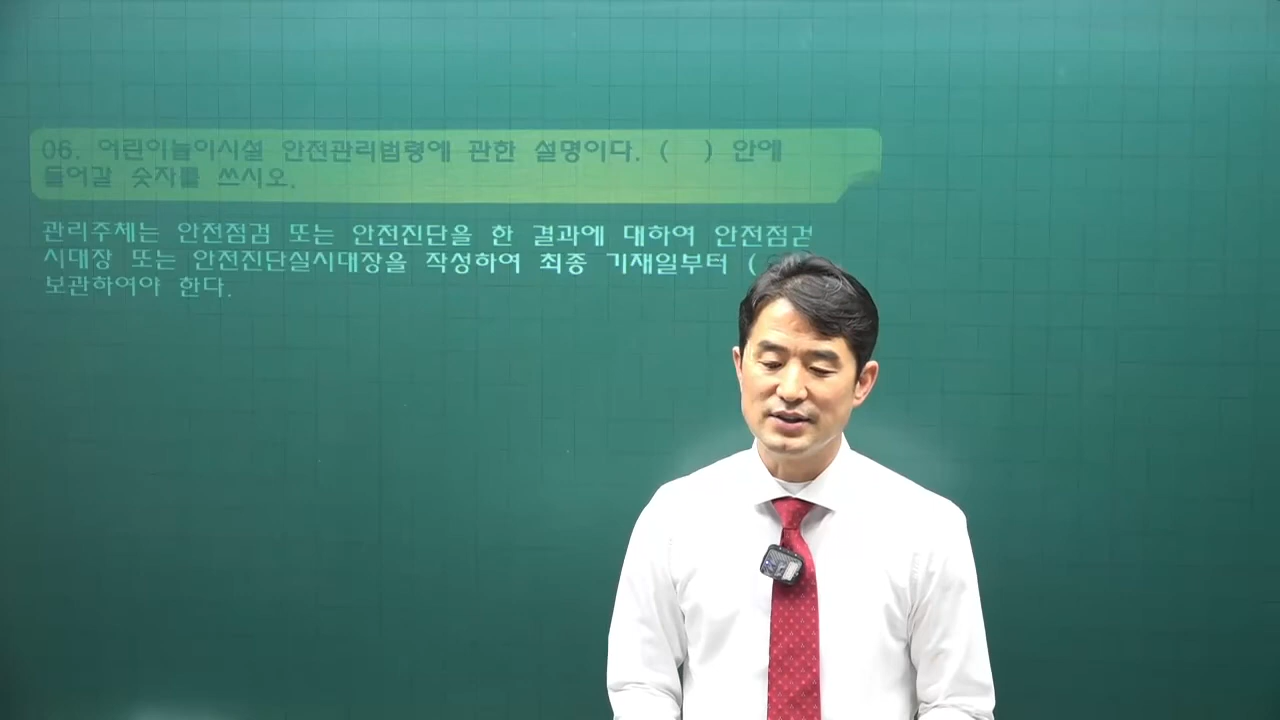 06. 어린이놀이시설 안전관리법령에 관한 설명이다. (   ) 안에
들어갈 숫자를 쓰시오.
관리주체는 안전점검 또는 안전진단을 한 결과에 대하여 안전점검
시대장 또는 안전진단실시대장을 작성하여 최종 기재일부터 (
보관하여야 한다.